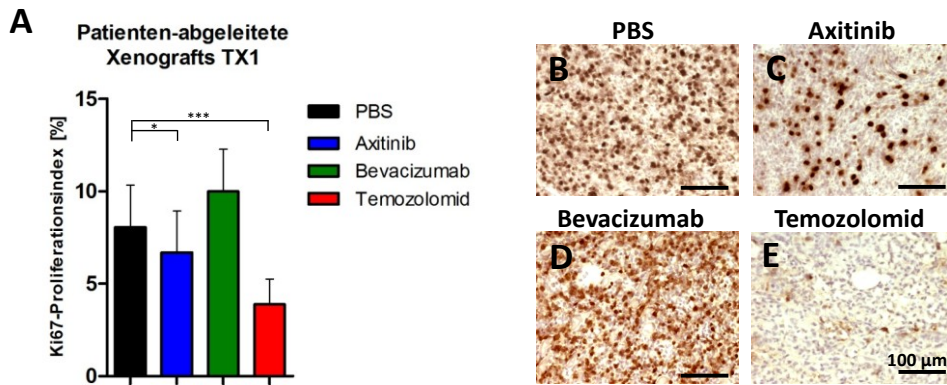 A
Patienten-abgeleitete
Xenografts TX1
Ki67-Proliferationsindex [%]
15
10
5
0
*
***
PBS
Axitinib
Bevacizumab
Temozolomid
PBS
Axitinib
B
C
Bevacizumab
Temozolomid
D
E
100 µm